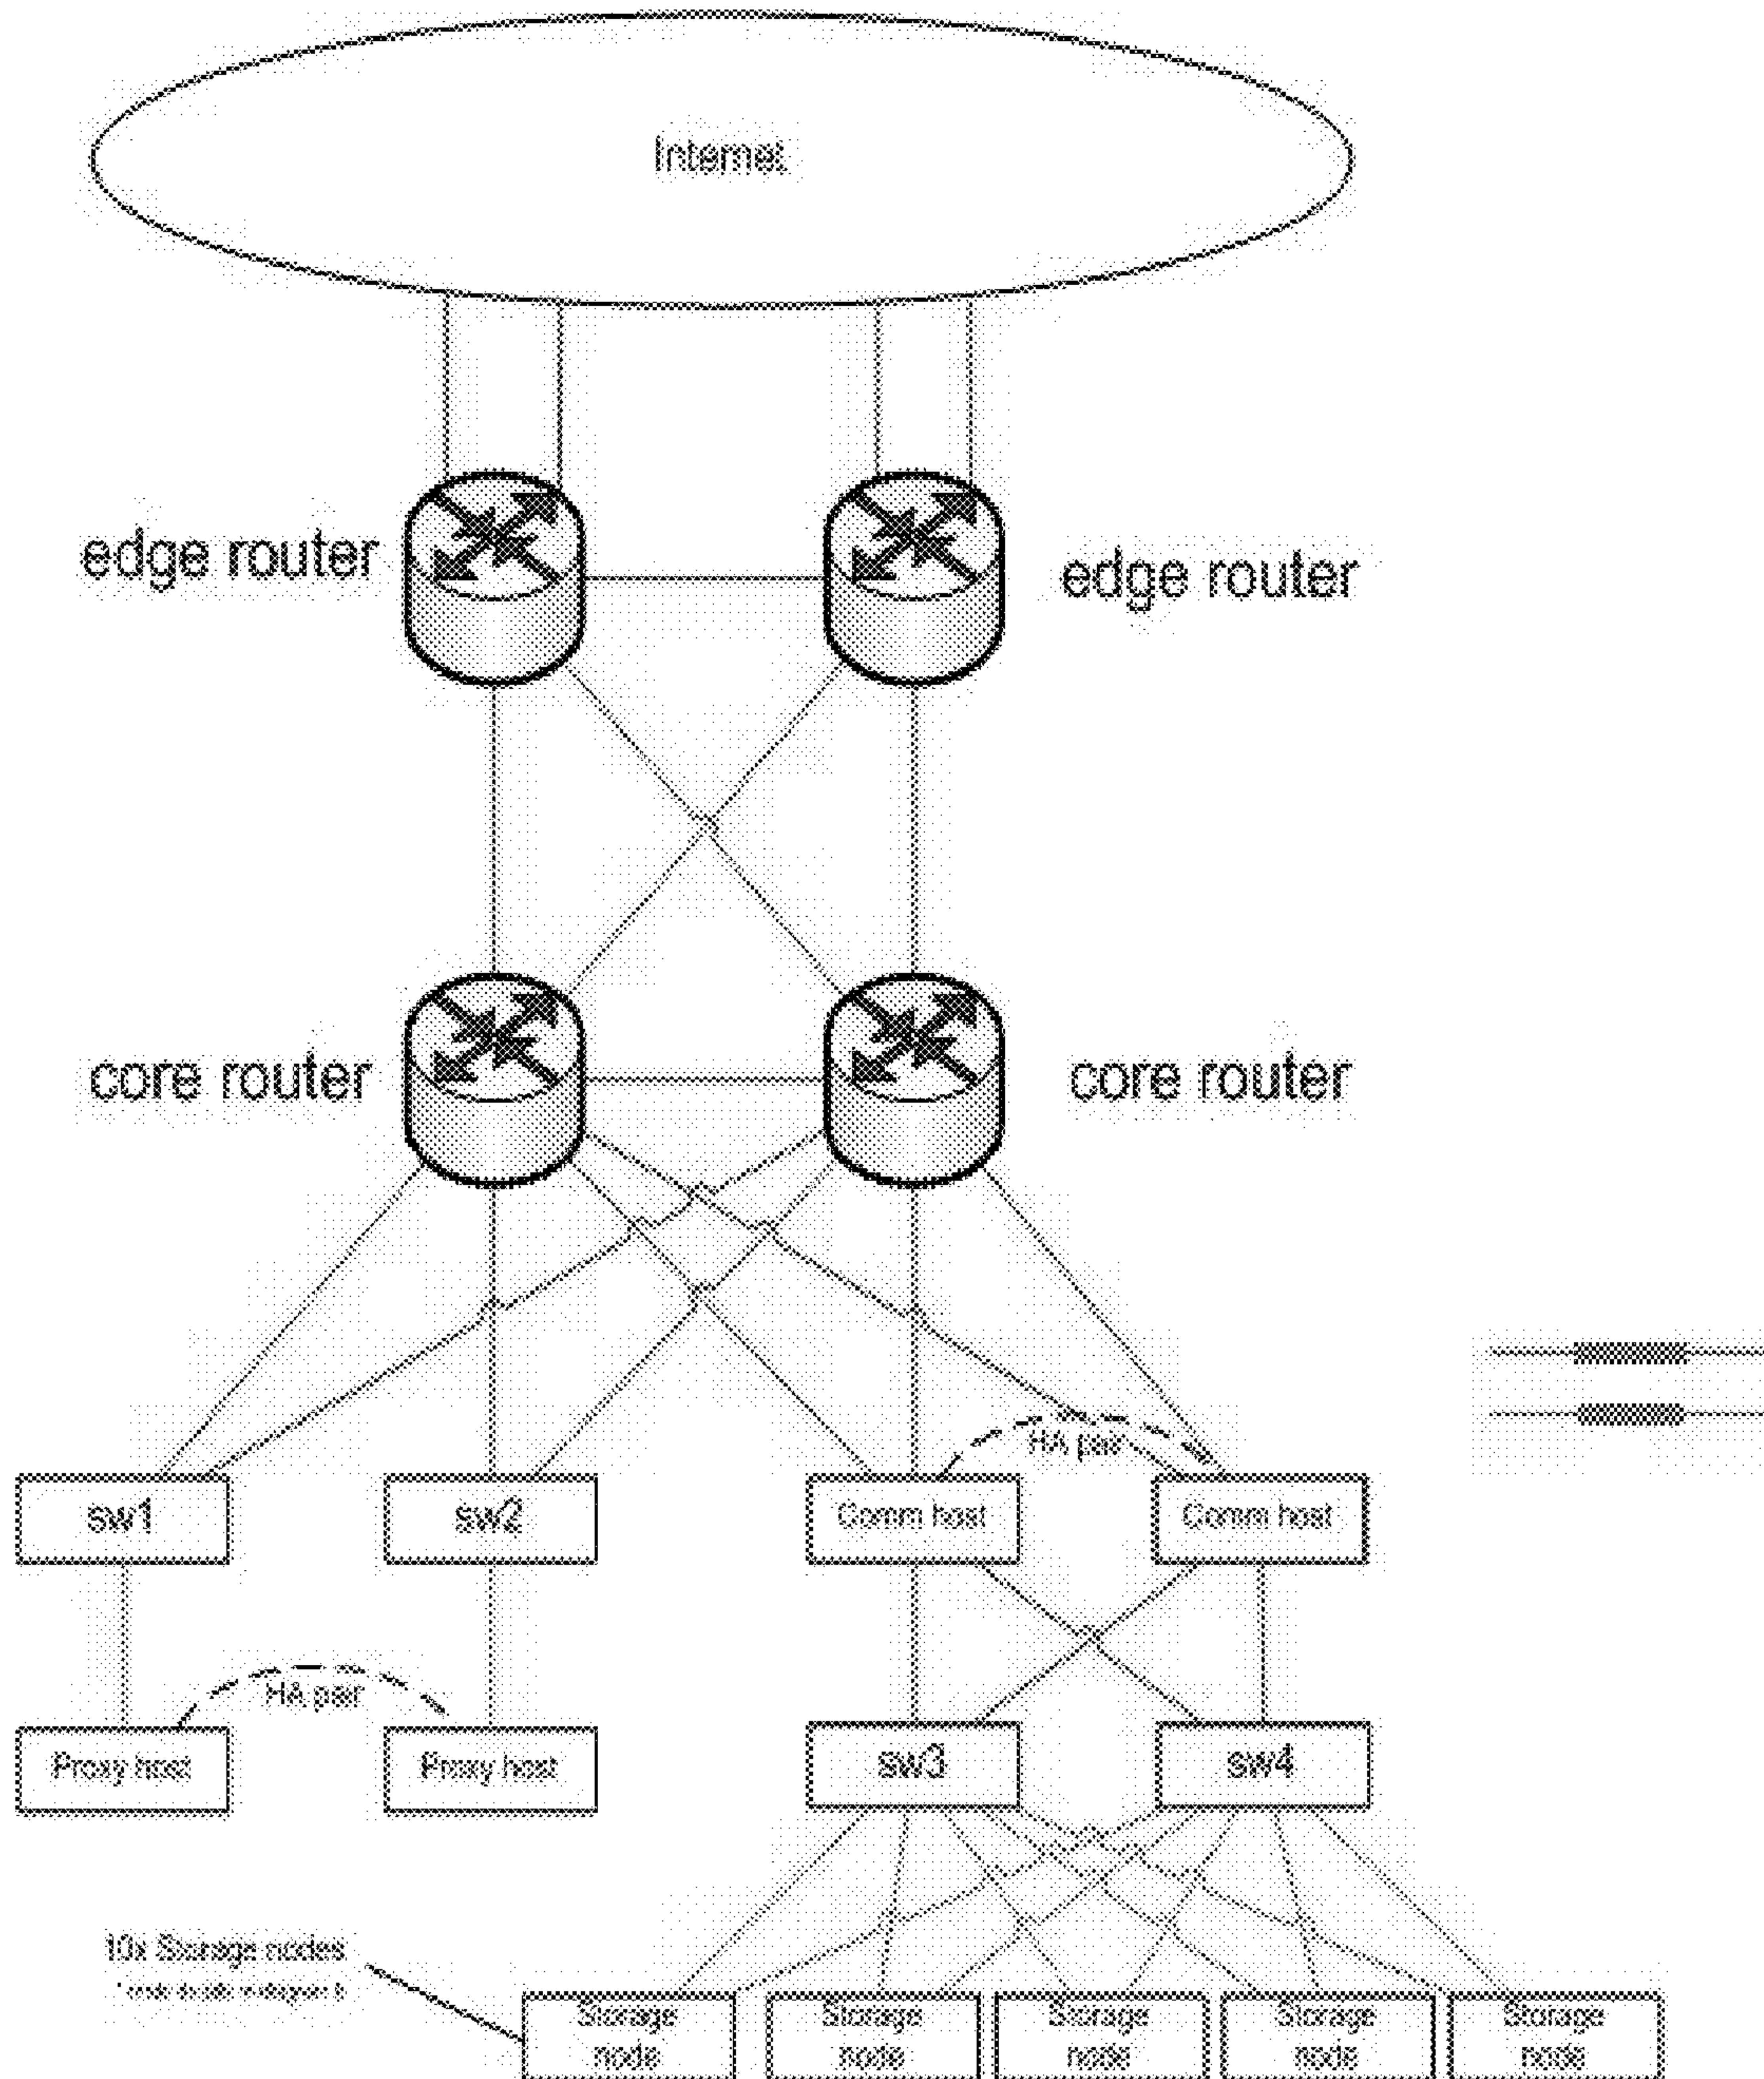 Internet
edge router
edge router
core router
core router
HA pair
sw1
sw2
Comm host
Comm host
HA pair
Proxy host
Proxy host
sw3
sw4
10x Storage nodes
Storage
node
Storage
node
Storage
node
Storage
node
Storage
node